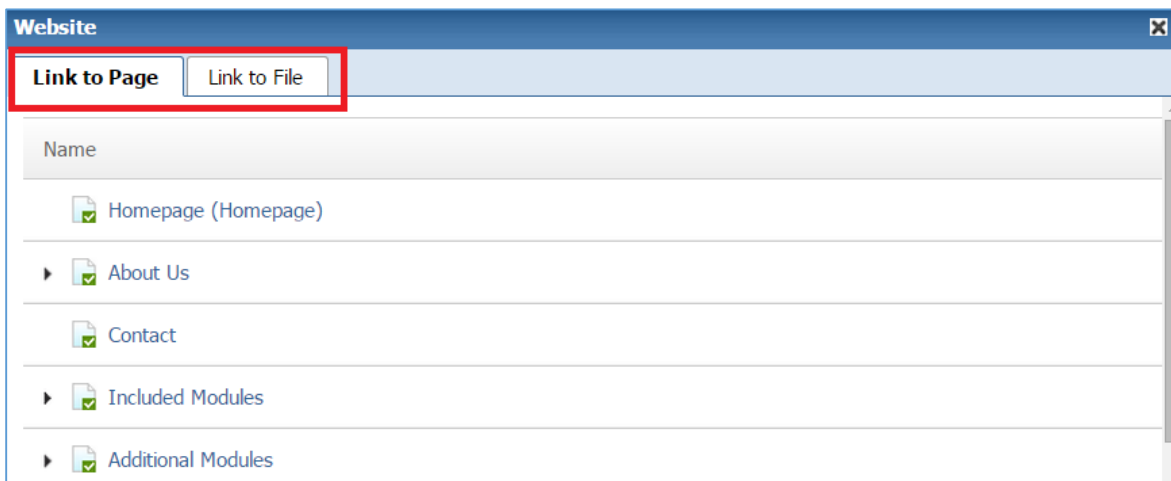 Website
Link to Page Link to File
Name
Homepage (Homepage)
About Us
Contact
Included Modules
Additional Modules